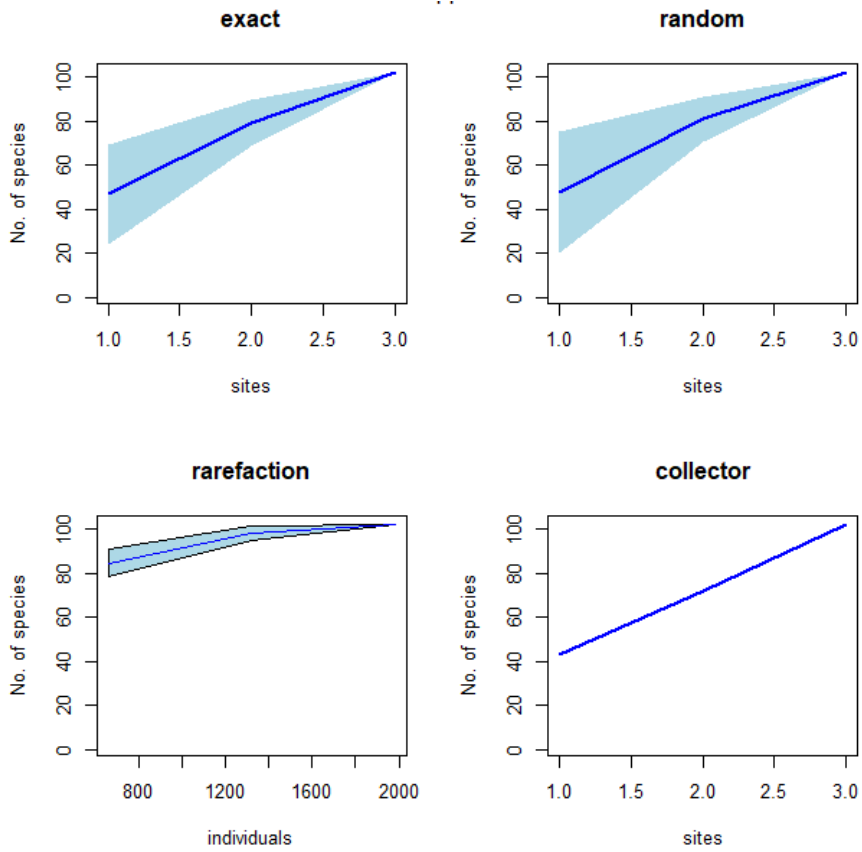 exact
No. of species
0 20 40 60 80 100
1.0 1.5 2.0 2.5 3.0
sites
random
No. of species
0 20 40 60 80 100
1.0 1.5 2.0 2.5 3.0
sites
rarefaction
No. of species
0 20 40 60 80 100
800 1200 1600 2000
individuals
collector
No. of species
0 20 40 60 80 100
1.0 1.5 2.0 2.5 3.0
sites